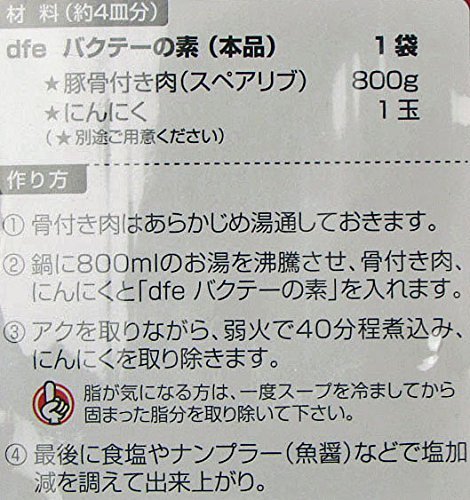 材 料（約4皿分）
dfe バクテーの素（本品） 1袋
★豚骨付き肉（スペアリブ） 800g
★にんにく 1玉
（★別途ご用意ください）
作り方
① 骨付き肉はあらかじめ湯通しておきます。
② 鍋に800mlのお湯を沸騰させ、骨付き肉、
にんにくと「dfe バクテーの素」を入れます。
③ アクを取りながら、弱火で40分程煮込み、
にんにくを取り除きます。
脂が気になる方は、一度スープを冷ましてから
固まった脂分を取り除いて下さい。
④ 最後に食塩やナンプラー（魚醤）などで塩加
減を調えて出来上がり。